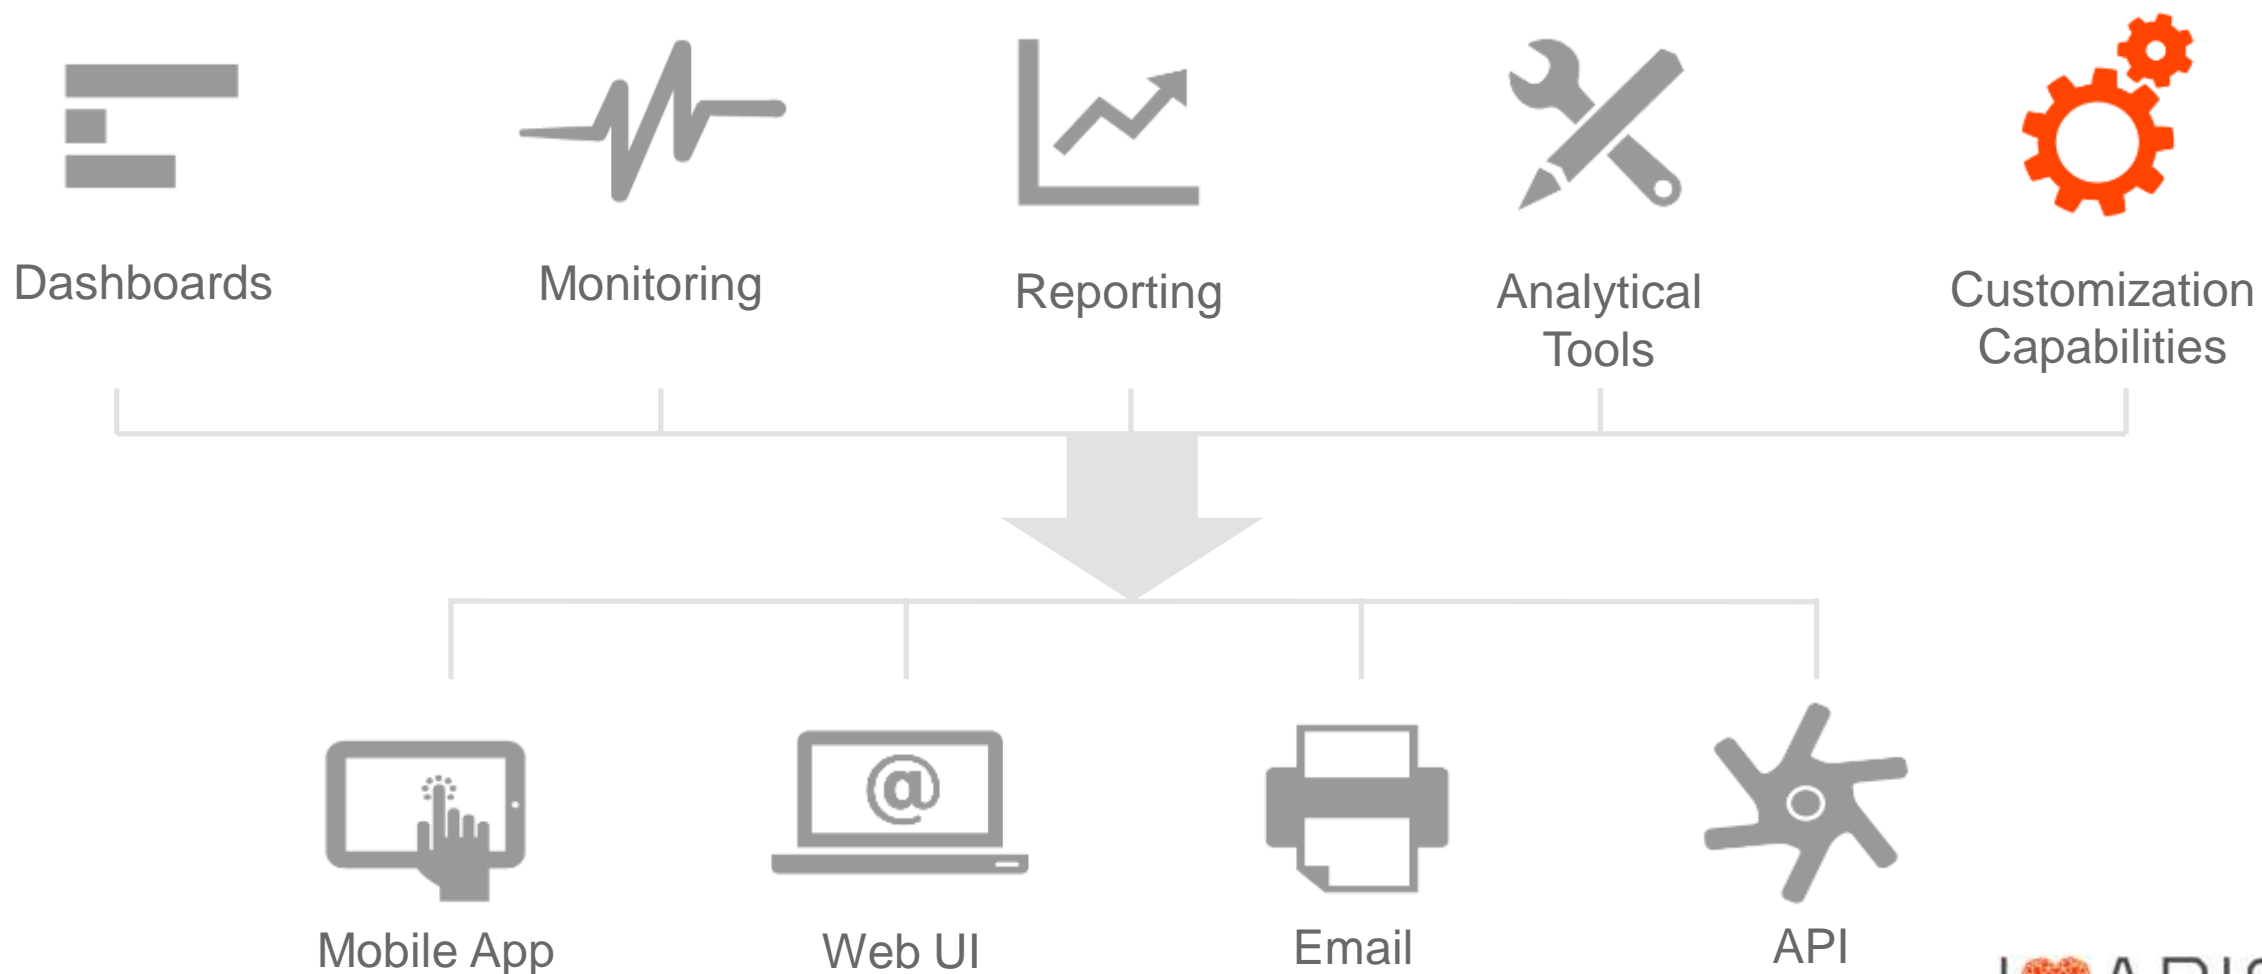 Dashboards
Monitoring
Reporting
Analytical
Tools
Customization
Capabilities
@
Mobile App
Web UI
Email
API